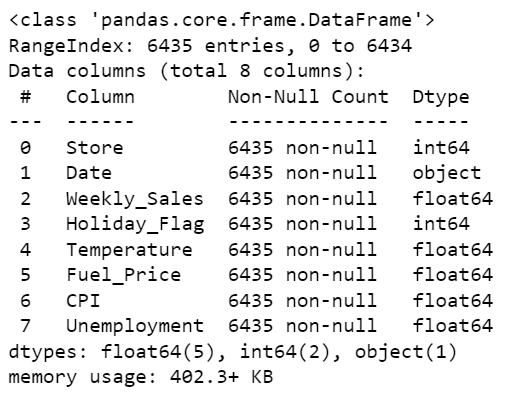 <class 'pandas.core.frame.DataFrame'>
RangeIndex: 6435 entries, 0 to 6434
Data columns (total 8 columns):
 #   Column        Non-Null Count  Dtype
---  ------        --------------  -----
 0   Store         6435 non-null   int64
 1   Date          6435 non-null   object
 2   Weekly_Sales  6435 non-null   float64
 3   Holiday_Flag  6435 non-null   int64
 4   Temperature   6435 non-null   float64
 5   Fuel_Price    6435 non-null   float64
 6   CPI           6435 non-null   float64
 7   Unemployment  6435 non-null   float64
dtypes: float64(5), int64(2), object(1)
memory usage: 402.3+ KB